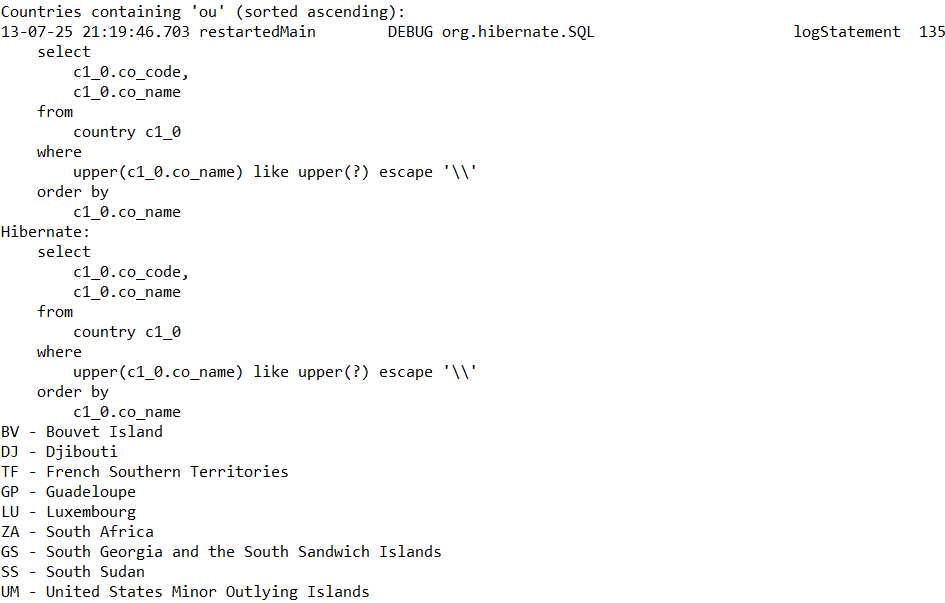 Countries containing 'ou' (sorted ascending):
13-07-25 21:19:46.703 restartedMain        DEBUG org.hibernate.SQL                      logStatement  135
    select
        c1_0.co_code,
        c1_0.co_name
    from
        country c1_0
    where
        upper(c1_0.co_name) like upper(?) escape '\\'
    order by
        c1_0.co_name
Hibernate:
    select
        c1_0.co_code,
        c1_0.co_name
    from
        country c1_0
    where
        upper(c1_0.co_name) like upper(?) escape '\\'
    order by
        c1_0.co_name
BV - Bouvet Island
DJ - Djibouti
TF - French Southern Territories
GP - Guadeloupe
LU - Luxembourg
ZA - South Africa
GS - South Georgia and the South Sandwich Islands
SS - South Sudan
UM - United States Minor Outlying Islands